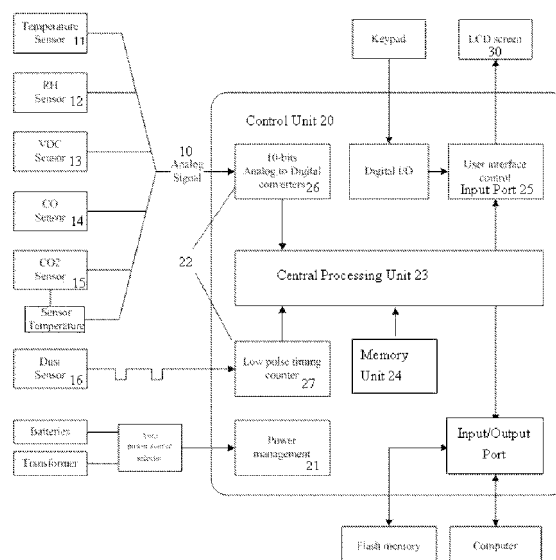 Temperature
Sensor 11
RH
Sensor 12
VOC
Sensor 13
CO
Sensor 14
CO2
Sensor 15
Sensor
Temperature
Dust
Sensor 16
Batteries
Transformer
selector
10
Analog
Signal
22
Keypad
LCD screen
30
Control Unit 20
10-bits
Analog to Digital
converters 26
Digital I/O
User interface
control
Input Port 25
Central Processing Unit 23
Low pulse timing
counter
27
Memory
Unit 24
Power
management
21
Input/Output
Port
Flash memory
Computer